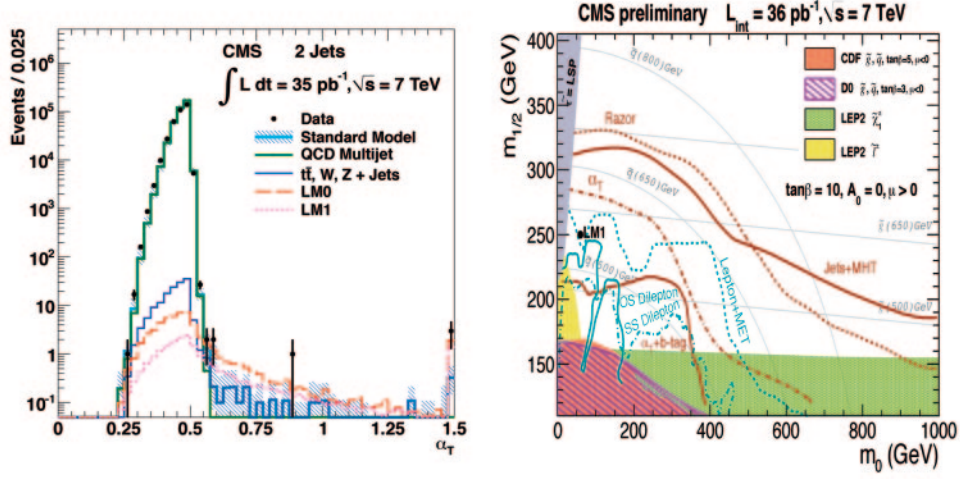 CMS 2 Jets
∫ L dt = 35 pb⁻¹, √s = 7 TeV
Data
Standard Model
QCD Multijet
tt̄, W, Z + Jets
LM0
LM1
Events / 0.025
10⁶
10⁵
10⁴
10³
10²
10
1
10⁻¹
0 0.25 0.5 0.75 1 1.25 1.5
α_T
CMS preliminary L_int = 36 pb⁻¹, √s = 7 TeV
m_1/2 (GeV)
400
350
300
250
200
150
τ̃ = LSP
q̃(800)GeV
CDF g̃, q̃, tanβ=5, μ<0
D0 g̃, q̃, tanβ=3, μ<0
LEP2 χ̃₁±
LEP2 l̃±
Razor
tanβ = 10, A₀ = 0, μ > 0
α_T
q̃(650)GeV
g̃(650)GeV
LM1
q̃(500)GeV
Jets+MHT
Lepton+MET
g̃(500)GeV
OS Dilepton
SS Dilepton
α_T+b-tag
0 200 400 600 800 1000
m₀ (GeV)